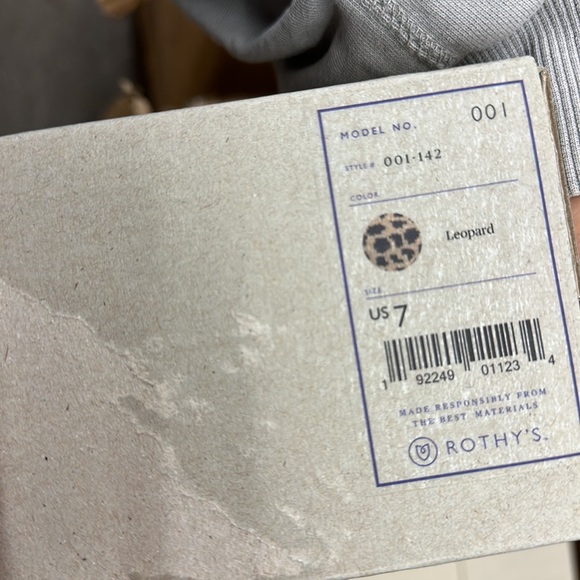 MODEL NO. 001
STYLE # 001-142
COLOR
Leopard
SIZE
US 7
1 92249 01123 4
MADE RESPONSIBLY FROM
THE BEST MATERIALS
ROTHY'S™